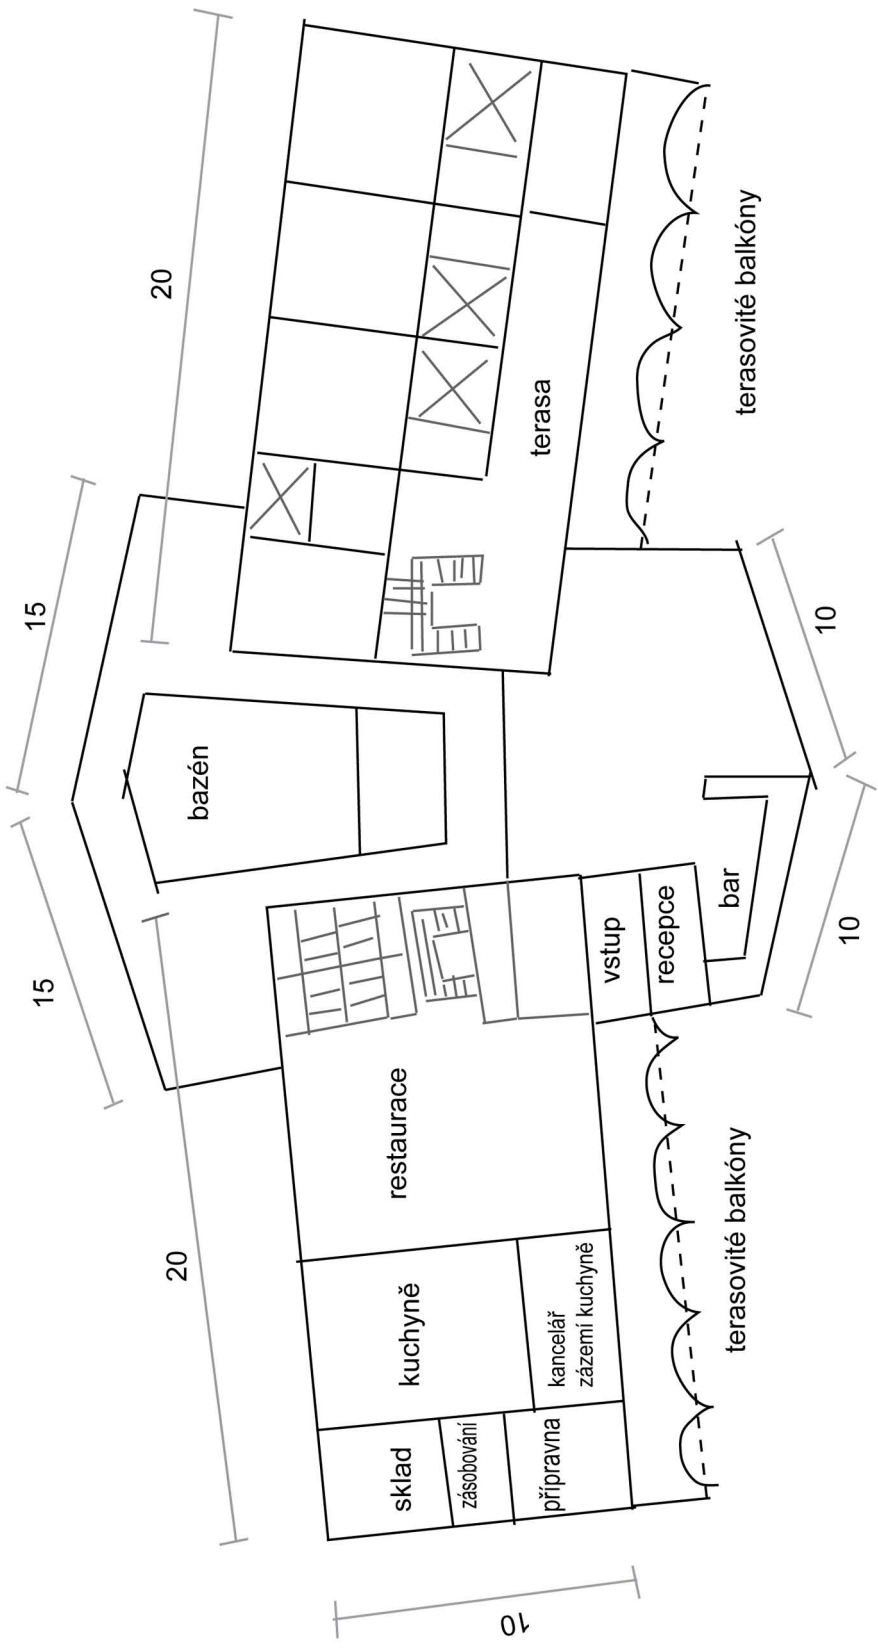 20
15
15
20
10
10
10
terasovité balkóny
terasa
bazén
bar
recepce
vstup
restaurace
kuchyně
kancelář
zázemí kuchyně
sklad
zásobování
přípravna
terasovité balkóny